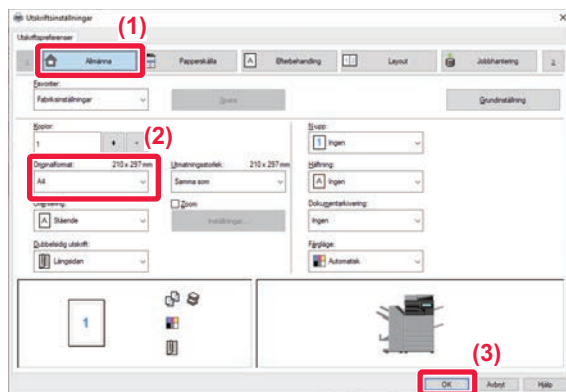 Utskriftsinställningar
(1)
Utskriftspreferenser
Allmänna Papperskälla Efterbehandling Layout Jobbhantering
Favoriter:
Fabriksinställningar Spara Grundinställning
Kopior: N-upp:
1 (2) 1 Ingen
Originalformat: 210 x 297 mm Utmatningsstorlek: 210 x 297 mm Häftning:
A4 Samma som A Ingen
Orientering: Zoom Dokumentarkivering:
A Stående Inställningar... Ingen
Dubbelsidig utskrift: Färgläge:
Långsidan Automatisk
1
(3)
OK Avbryt Hjälp